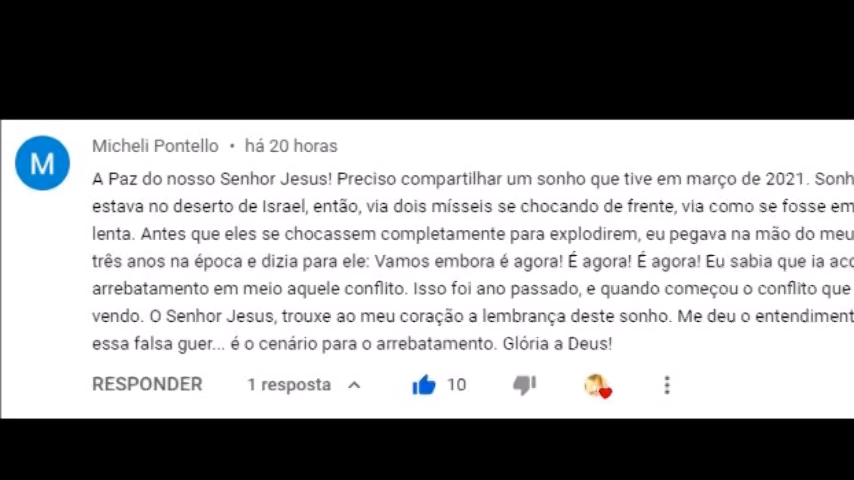 M
Micheli Pontello • há 20 horas
A Paz do nosso Senhor Jesus! Preciso compartilhar um sonho que tive em março de 2021. Sonh
estava no deserto de Israel, então, via dois mísseis se chocando de frente, via como se fosse em
lenta. Antes que eles se chocassem completamente para explodirem, eu pegava na mão do meu
três anos na época e dizia para ele: Vamos embora é agora! É agora! É agora! Eu sabia que ia aco
arrebatamento em meio aquele conflito. Isso foi ano passado, e quando começou o conflito que
vendo. O Senhor Jesus, trouxe ao meu coração a lembrança deste sonho. Me deu o entendiment
essa falsa guer... é o cenário para o arrebatamento. Glória a Deus!
RESPONDER 1 resposta 10